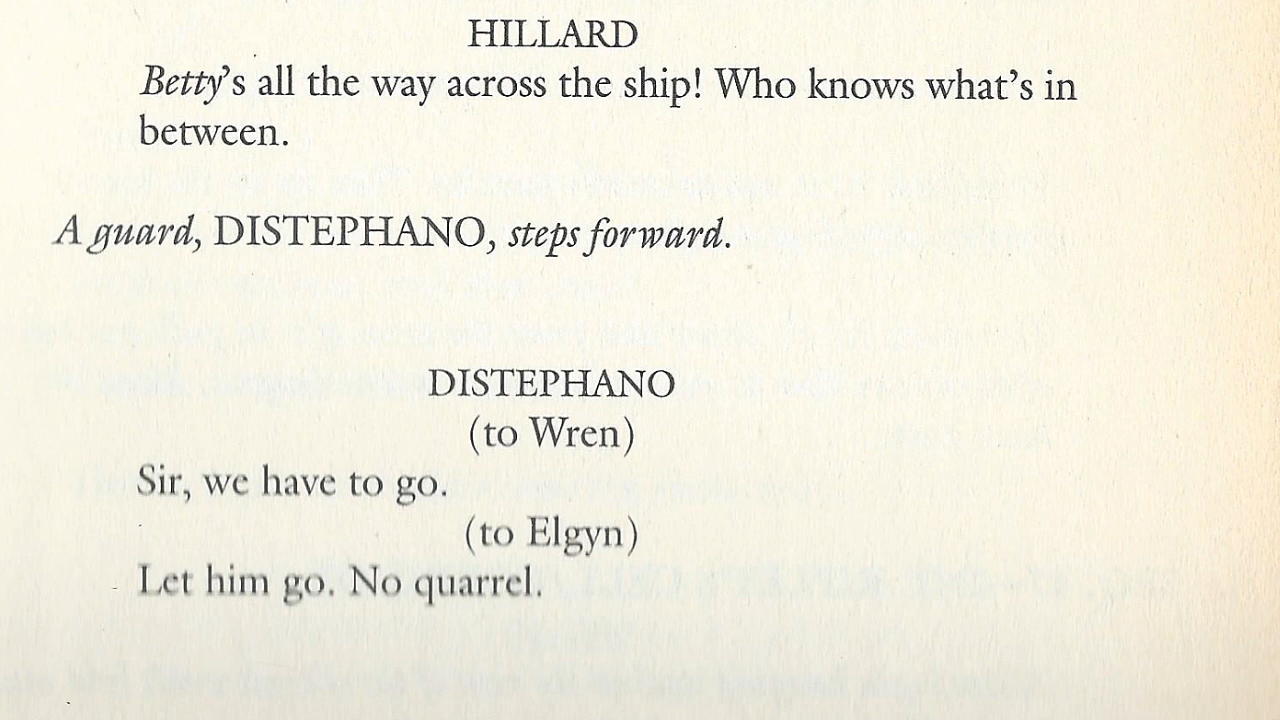 HILLARD
Betty's all the way across the ship! Who knows what's in
between.
A guard, DISTEPHANO, steps forward.
DISTEPHANO
(to Wren)
Sir, we have to go.
(to Elgyn)
Let him go. No quarrel.